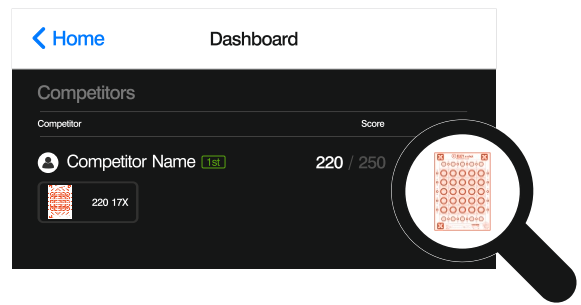 Home
Dashboard
Competitors
Competitor Score
Competitor Name 1st 220 / 250
220 17X